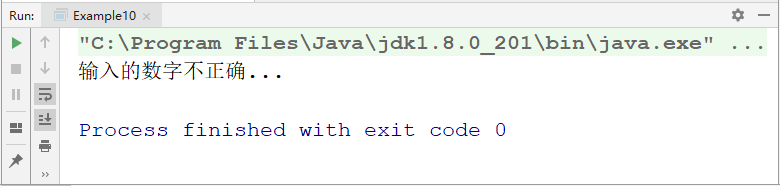 Run: Example10
"C:\Program Files\Java\jdk1.8.0_201\bin\java.exe" ...
输入的数字不正确...
Process finished with exit code 0